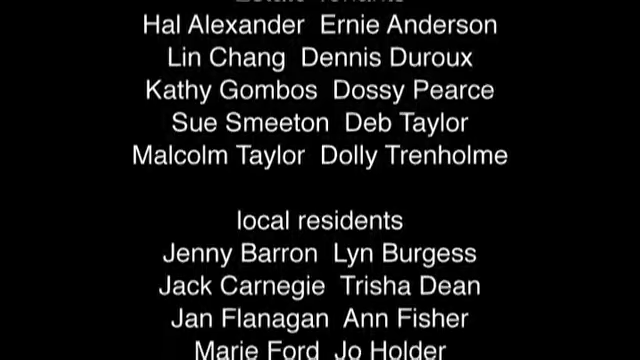 Estate Tenants
Hal Alexander Ernie Anderson
Lin Chang Dennis Duroux
Kathy Gombos Dossy Pearce
Sue Smeeton Deb Taylor
Malcolm Taylor Dolly Trenholme
local residents
Jenny Barron Lyn Burgess
Jack Carnegie Trisha Dean
Jan Flanagan Ann Fisher
Marie Ford Jo Holder